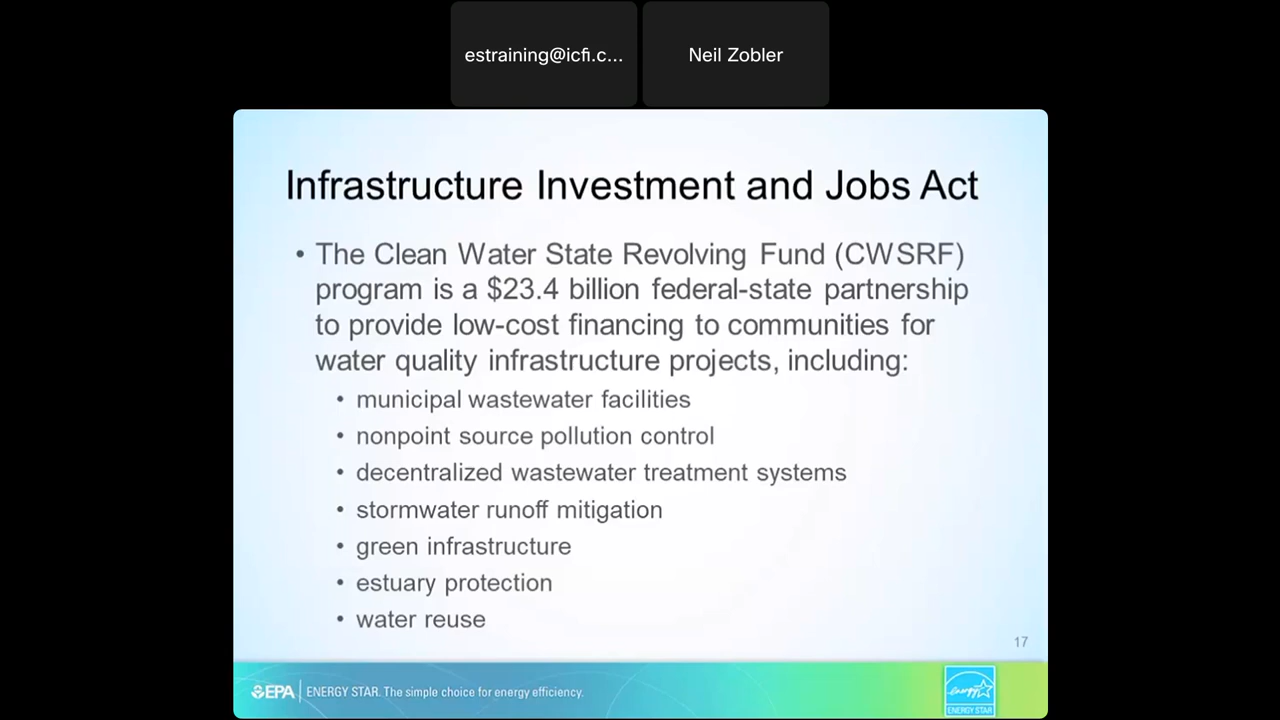 estraining@icfi.c...
Neil Zobler
Infrastructure Investment and Jobs Act
• The Clean Water State Revolving Fund (CWSRF)
program is a $23.4 billion federal-state partnership
to provide low-cost financing to communities for
water quality infrastructure projects, including:
• municipal wastewater facilities
• nonpoint source pollution control
• decentralized wastewater treatment systems
• stormwater runoff mitigation
• green infrastructure
• estuary protection
• water reuse
17
EPA
ENERGY STAR. The simple choice for energy efficiency.
energy
ENERGY STAR